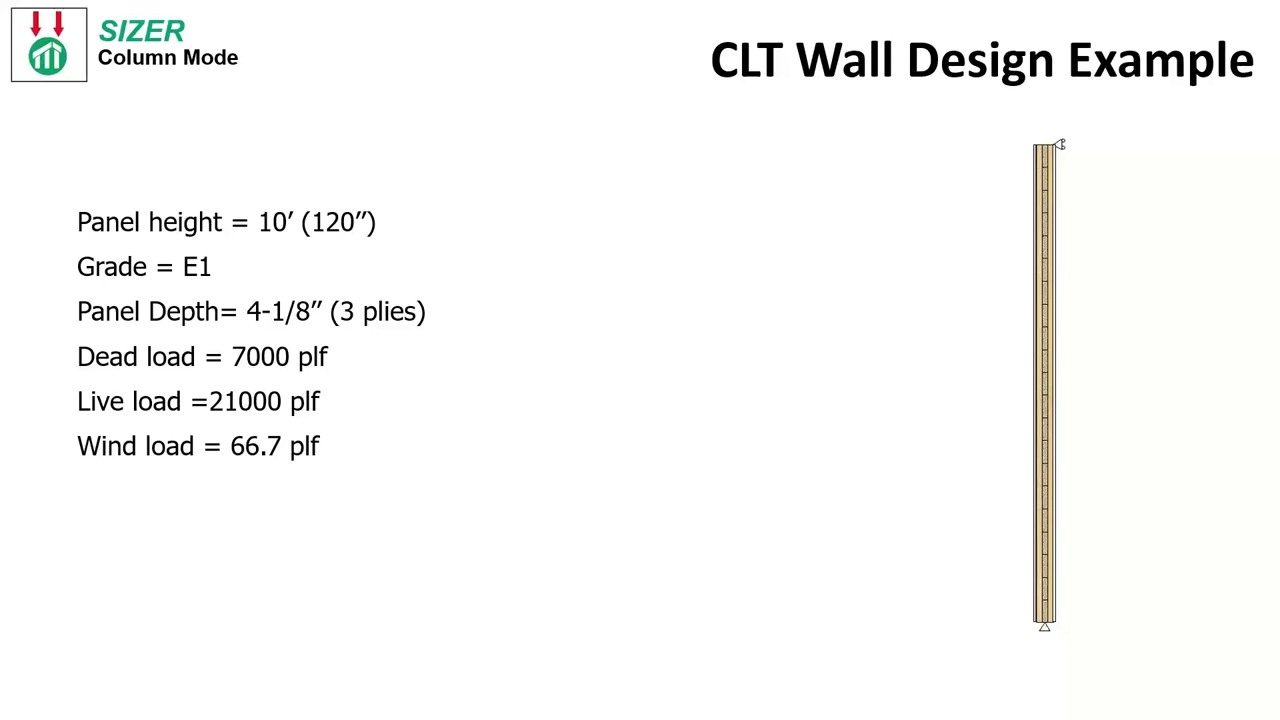 SIZER
Column Mode
CLT Wall Design Example
Panel height = 10’ (120”)
Grade = E1
Panel Depth= 4-1/8” (3 plies)
Dead load = 7000 plf
Live load =21000 plf
Wind load = 66.7 plf